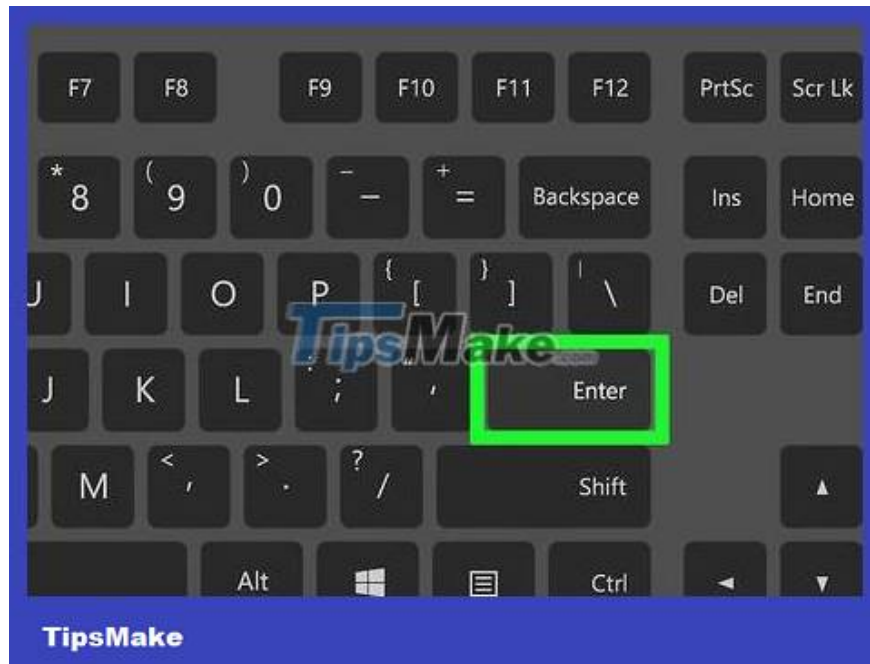 F7 F8 F9 F10 F11 F12 PrtSc Scr Lk
* 8 ( 9 ) 0 – − + = Backspace Ins Home
U I O P { [ } ] | \ Del End
TipsMake.com
J K L : ; " ' Enter
M < , > . ? / Shift ▲
Alt Ctrl ◄ ▼
TipsMake